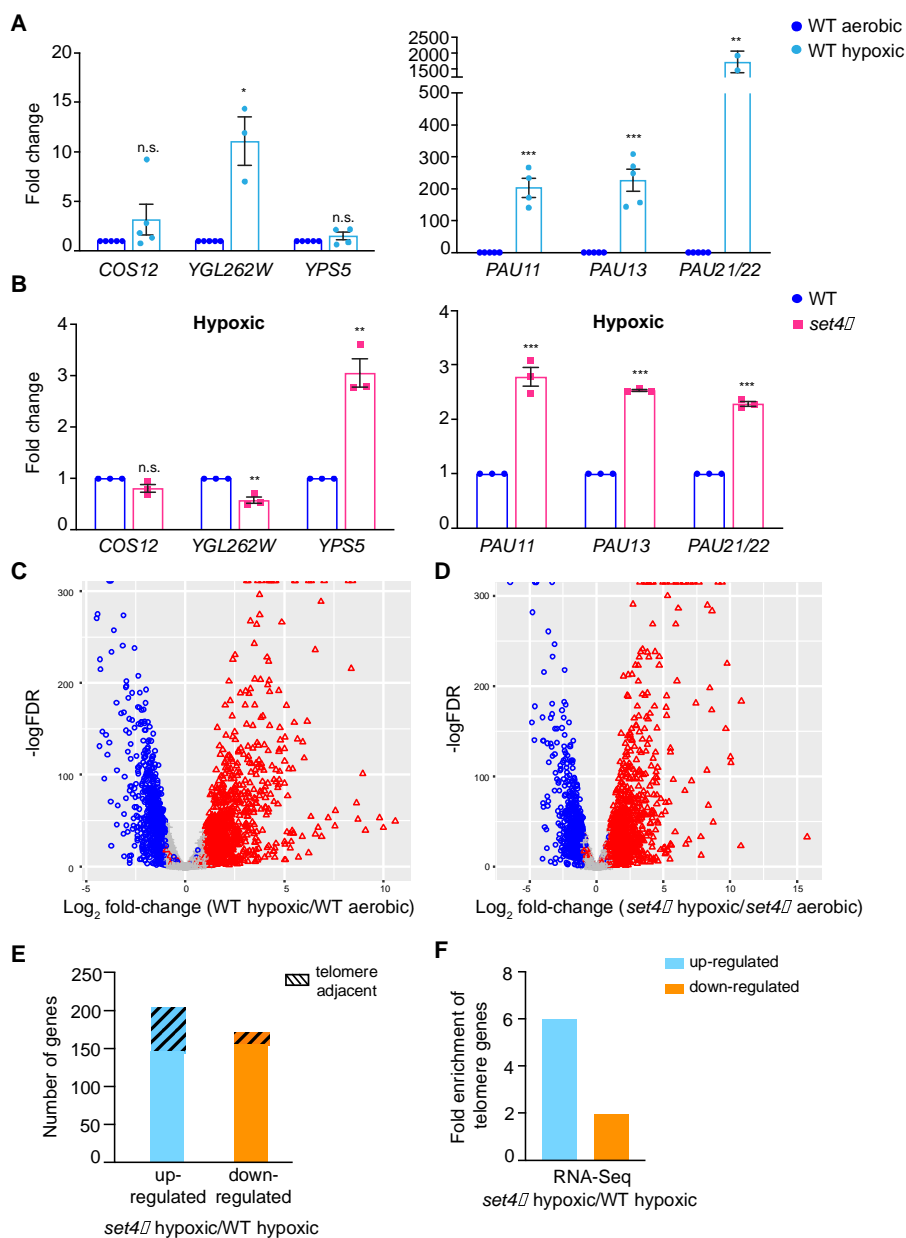 A
WT aerobic
WT hypoxic
Fold change
20
15
10
5
0
n.s.
*
n.s.
COS12 YGL262W YPS5
2500
2000
1500
1000
500
400
300
200
100
0
***
***
**
PAU11 PAU13 PAU21/22
B
WT
set4▯
Hypoxic
Fold change
4
3
2
1
0
n.s.
**
**
COS12 YGL262W YPS5
Hypoxic
4
3
2
1
0
***
***
***
PAU11 PAU13 PAU21/22
C
-logFDR
300
200
100
0
-5 0 5 10
Log2 fold-change (WT hypoxic/WT aerobic)
D
-logFDR
300
200
100
0
-5 0 5 10 15
Log2 fold-change (set4▯ hypoxic/set4▯ aerobic)
E
Number of genes
250
200
150
100
50
0
telomere
adjacent
up-
regulated
down-
regulated
set4▯ hypoxic/WT hypoxic
F
up-regulated
down-regulated
Fold enrichment of
telomere genes
8
6
4
2
0
RNA-Seq
set4▯ hypoxic/WT hypoxic